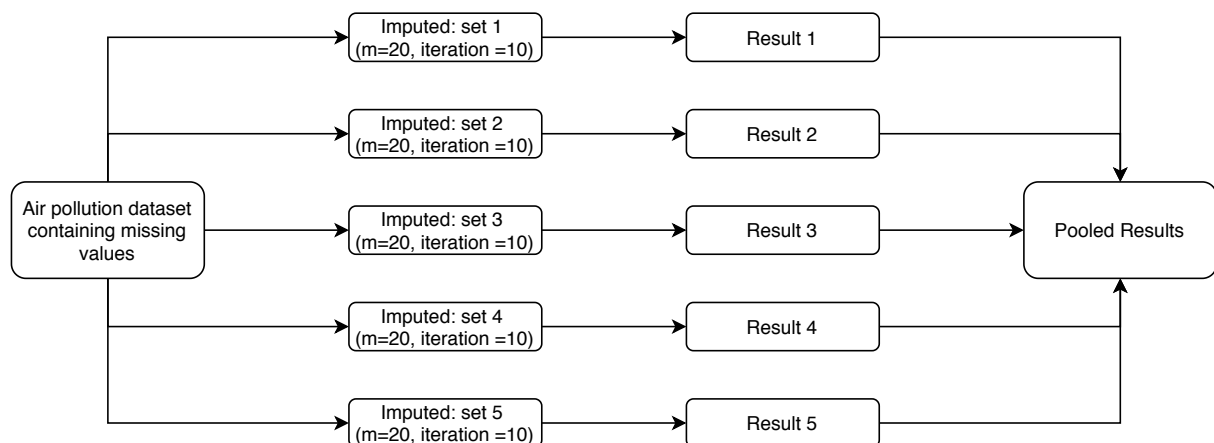 Imputed: set 1
(m=20, iteration =10)
Result 1
Imputed: set 2
(m=20, iteration =10)
Result 2
Air pollution dataset
containing missing
values
Imputed: set 3
(m=20, iteration =10)
Result 3
Pooled Results
Imputed: set 4
(m=20, iteration =10)
Result 4
Imputed: set 5
(m=20, iteration =10)
Result 5